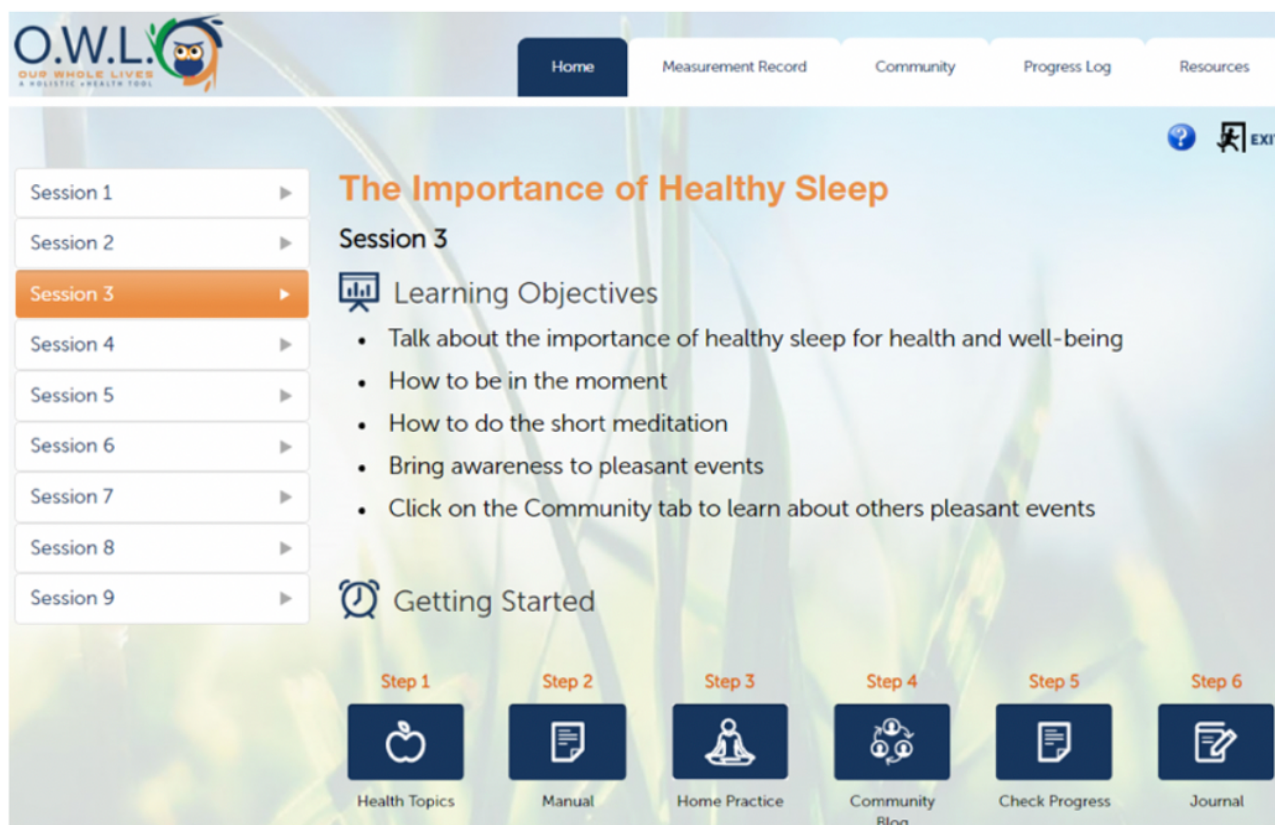 O.W.L.
OUR WHOLE LIVES
A HOLISTIC eHEALTH TOOL
Home
Measurement Record
Community
Progress Log
Resources
?
EXIT
Session 1
Session 2
Session 3
Session 4
Session 5
Session 6
Session 7
Session 8
Session 9
The Importance of Healthy Sleep
Session 3
Learning Objectives
• Talk about the importance of healthy sleep for health and well-being
• How to be in the moment
• How to do the short meditation
• Bring awareness to pleasant events
• Click on the Community tab to learn about others pleasant events
Getting Started
Step 1
Step 2
Step 3
Step 4
Step 5
Step 6
Health Topics
Manual
Home Practice
Community
Blog
Check Progress
Journal